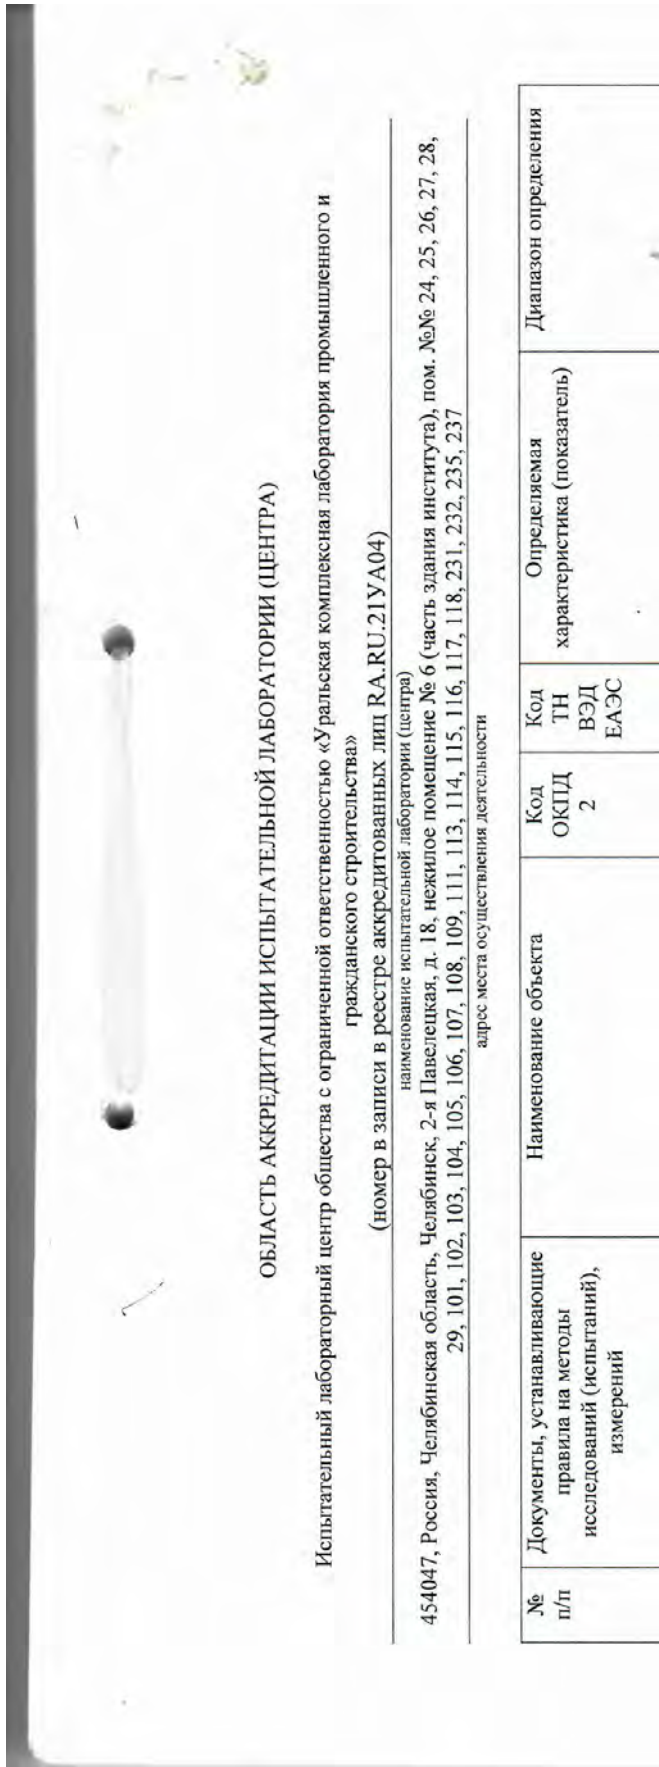 ОБЛАСТЬ АККРЕДИТАЦИИ ИСПЫТАТЕЛЬНОЙ ЛАБОРАТОРИИ (ЦЕНТРА)
Испытательный лабораторный центр общества с ограниченной ответственностью «Уральская комплексная лаборатория промышленного и
гражданского строительства»
(номер в записи в реестре аккредитованных лиц RA.RU.21УА04)
наименование испытательной лаборатории (центра)
454047, Россия, Челябинская область, Челябинск, 2-я Павелецкая, д. 18, нежилое помещение № 6 (часть здания института), пом. №№ 24, 25, 26, 27, 28,
29, 101, 102, 103, 104, 105, 106, 107, 108, 109, 111, 113, 114, 115, 116, 117, 118, 231, 232, 235, 237
адрес места осуществления деятельности
№
п/п
Документы, устанавливающие
правила на методы
исследований (испытаний),
измерений
Наименование объекта
Код
ОКПД
2
Код
ТН
ВЭД
ЕАЭС
Определяемая
характеристика (показатель)
Диапазон определения